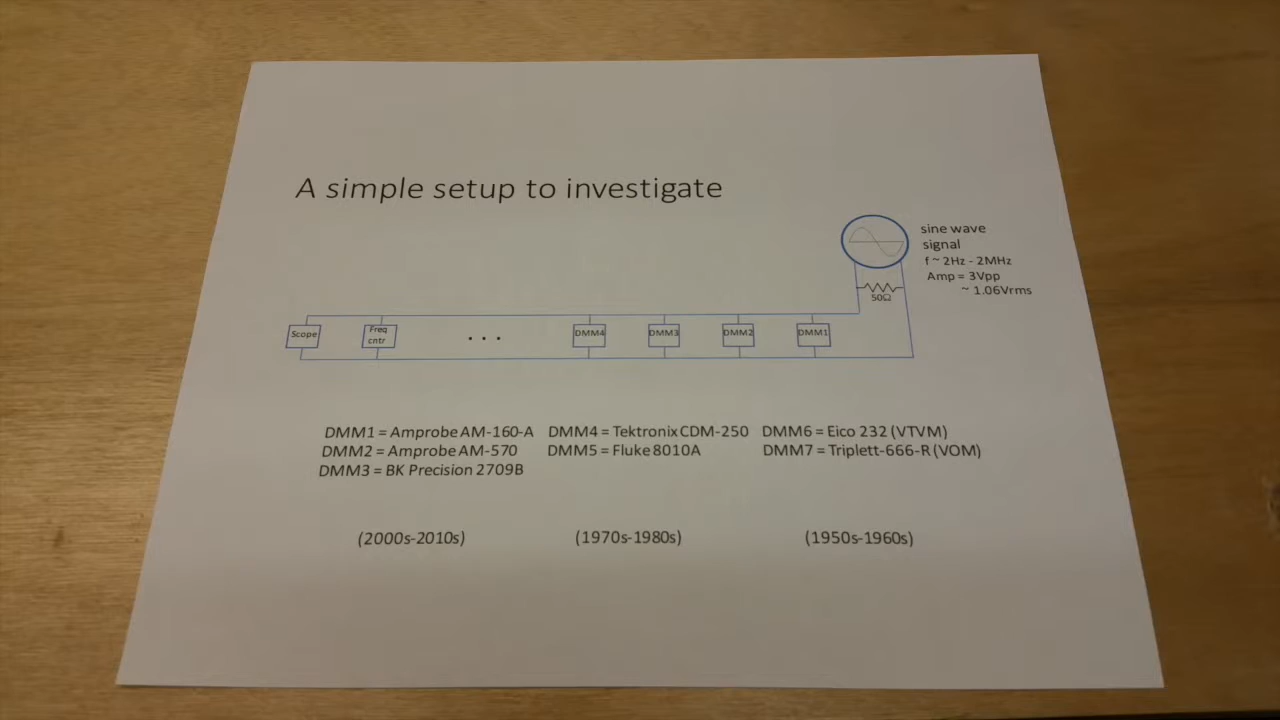 A simple setup to investigate
sine wave
signal
f ~ 2Hz - 2MHz
Amp = 3Vpp
~ 1.06Vrms
50Ω
Scope
Freq
cntr
...
DMM4
DMM3
DMM2
DMM1
DMM1 = Amprobe AM-160-A
DMM2 = Amprobe AM-570
DMM3 = BK Precision 2709B
(2000s-2010s)
DMM4 = Tektronix CDM-250
DMM5 = Fluke 8010A
(1970s-1980s)
DMM6 = Eico 232 (VTVM)
DMM7 = Triplett-666-R (VOM)
(1950s-1960s)